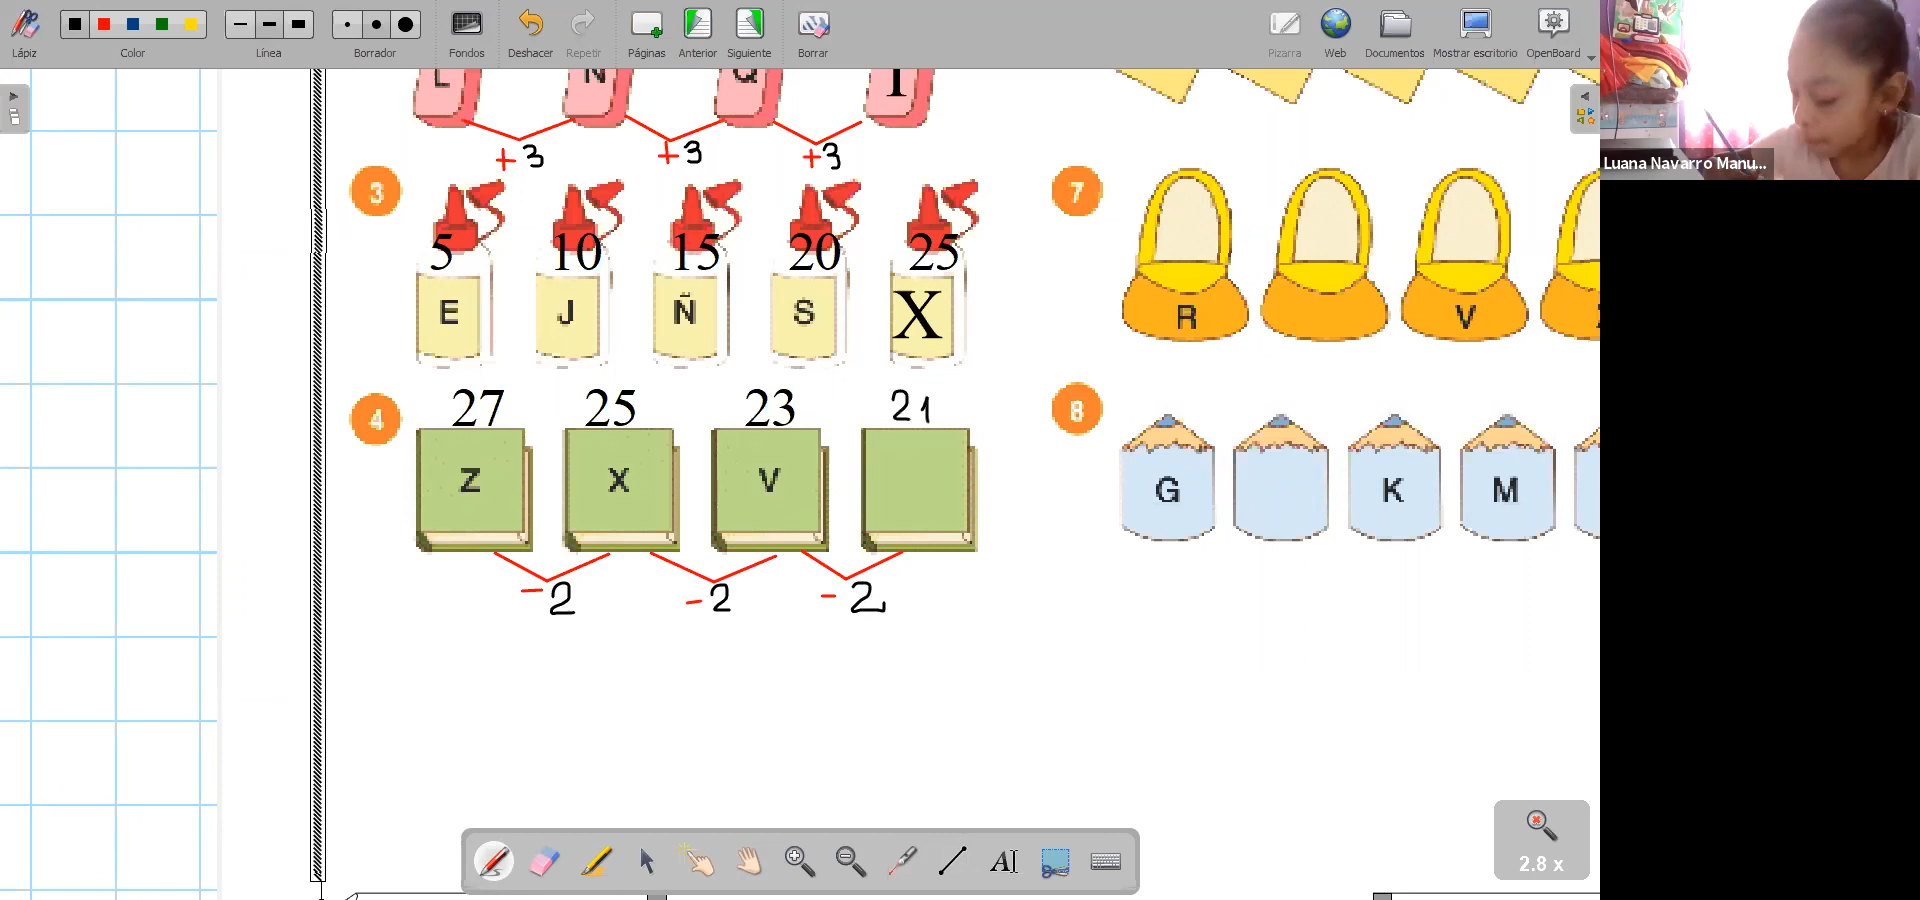 Lápiz Color Línea Borrador Fondos Deshacer Repetir Páginas Anterior Siguiente Borrar Pizarra Web Documentos Mostrar escritorio OpenBoard
L N Q T
+3 +3 +3
Luana Navarro Manu...
3
5 10 15 20 25
E J Ñ S X
7
R V
4
27 25 23 21
Z X V
-2 -2 -2
8
G K M
2.8 x